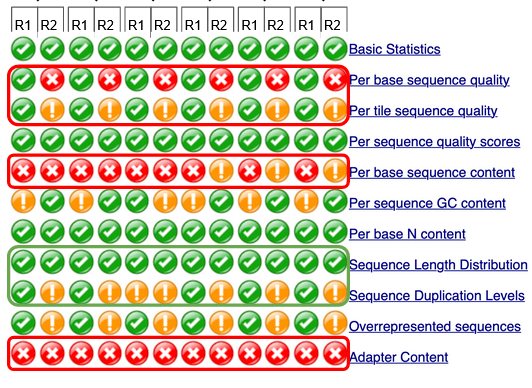 R1 R2 R1 R2 R1 R2 R1 R2 R1 R2 R1 R2
Basic Statistics
Per base sequence quality
Per tile sequence quality
Per sequence quality scores
Per base sequence content
Per sequence GC content
Per base N content
Sequence Length Distribution
Sequence Duplication Levels
Overrepresented sequences
Adapter Content